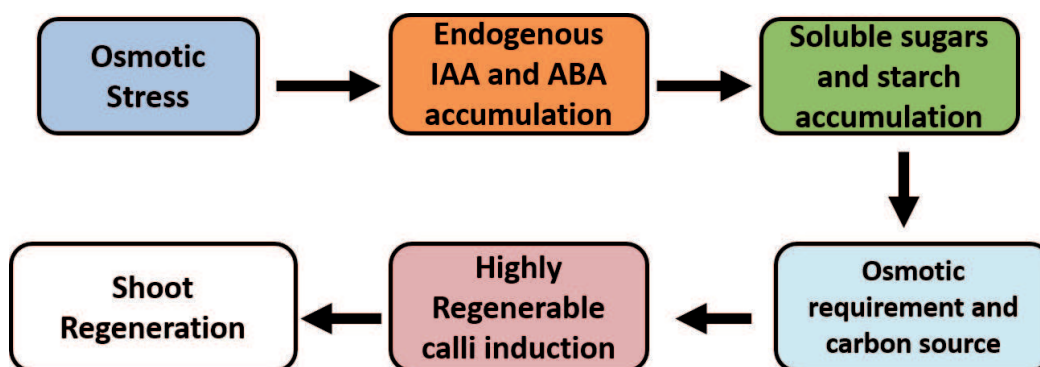 Osmotic
Stress
Endogenous
IAA and ABA
accumulation
Soluble sugars
and starch
accumulation
Osmotic
requirement and
carbon source
Highly
Regenerable
calli induction
Shoot
Regeneration